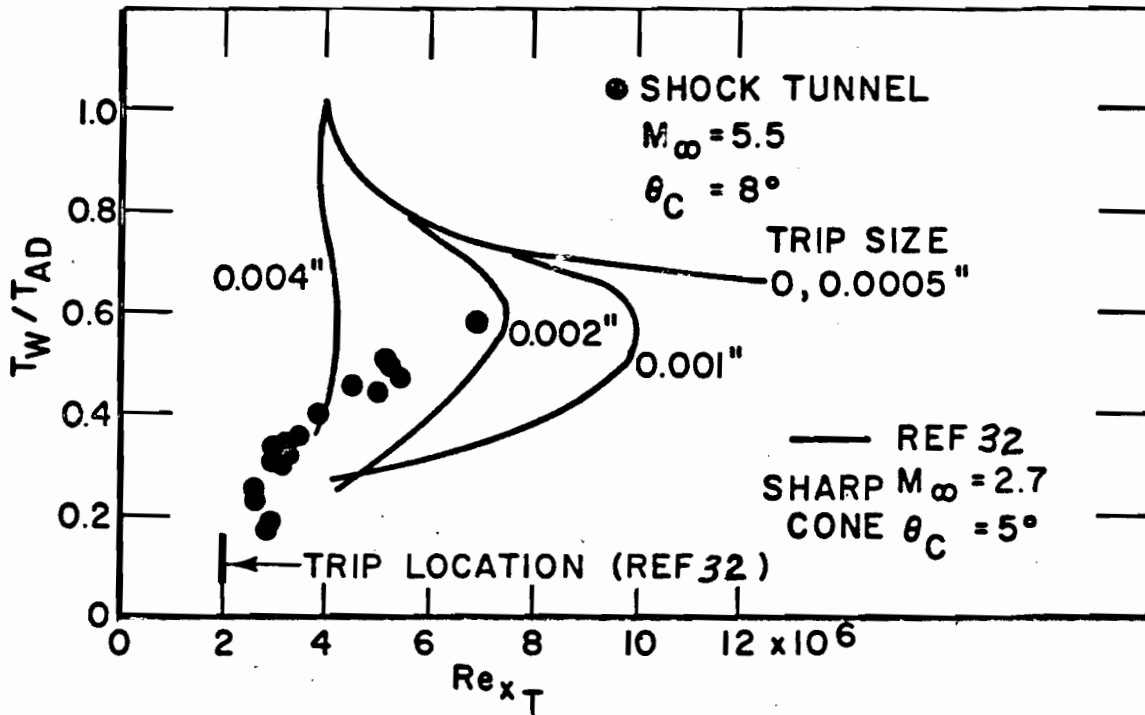 ● SHOCK TUNNEL
M∞ = 5.5
θC = 8°
TRIP SIZE
0, 0.0005"
0.004"
0.002"
0.001"
— REF 32
SHARP M∞ = 2.7
CONE θC = 5°
TRIP LOCATION (REF 32)
TW/TAD
1.0
0.8
0.6
0.4
0.2
0
0 2 4 6 8 10 12 ×10⁶
RexT